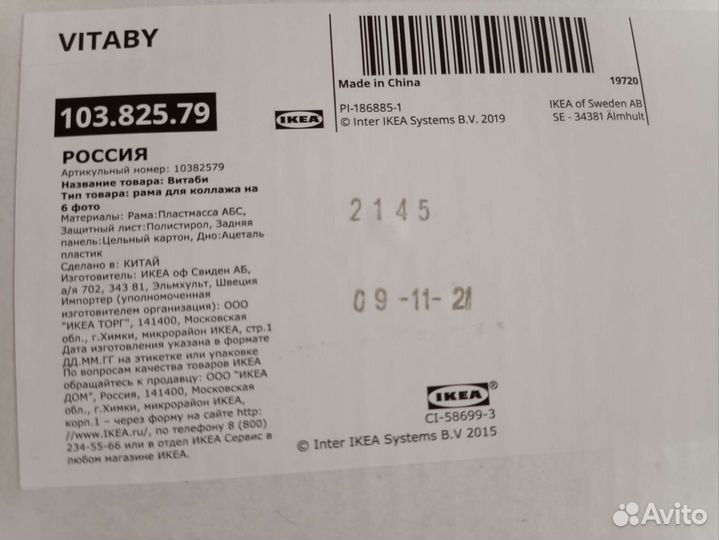 VITABY
103.825.79
IKEA
РОССИЯ
Артикульный номер: 10382579
Название товара: Витаби
Тип товара: рама для коллажа на
6 фото
Материалы: Рама:Пластмасса АБС,
Защитный лист:Полистирол, Задняя
панель:Цельный картон, Дно:Ацеталь
пластик
Сделано в: КИТАЙ
Изготовитель: ИКЕА оф Свиден АБ,
а/я 702, 343 81, Эльмхульт, Швеция
Импортер (уполномоченная
изготовителем организация): ООО
"ИКЕА ТОРГ", 141400, Московская
обл., г.Химки, микрорайон ИКЕА, стр.1
Дата изготовления указана в формате
ДД.ММ.ГГ на этикетке или упаковке
По вопросам качества товаров ИКЕА
обращайтесь к продавцу: ООО "ИКЕА
ДОМ", Россия, 141400, Московская
обл., г.Химки, микрорайон ИКЕА,
корп.1 – через форму на сайте http:
//www.IKEA.ru/, по телефону 8 (800)
234-55-66 или в отдел ИКЕА Сервис в
любом магазине ИКЕА.
Made in China
19720
PI-186885-1
© Inter IKEA Systems B.V. 2019
IKEA of Sweden AB
SE - 34381 Älmhult
2145
09-11-21
IKEA®
CI-58699-3
© Inter IKEA Systems B.V 2015
Avito